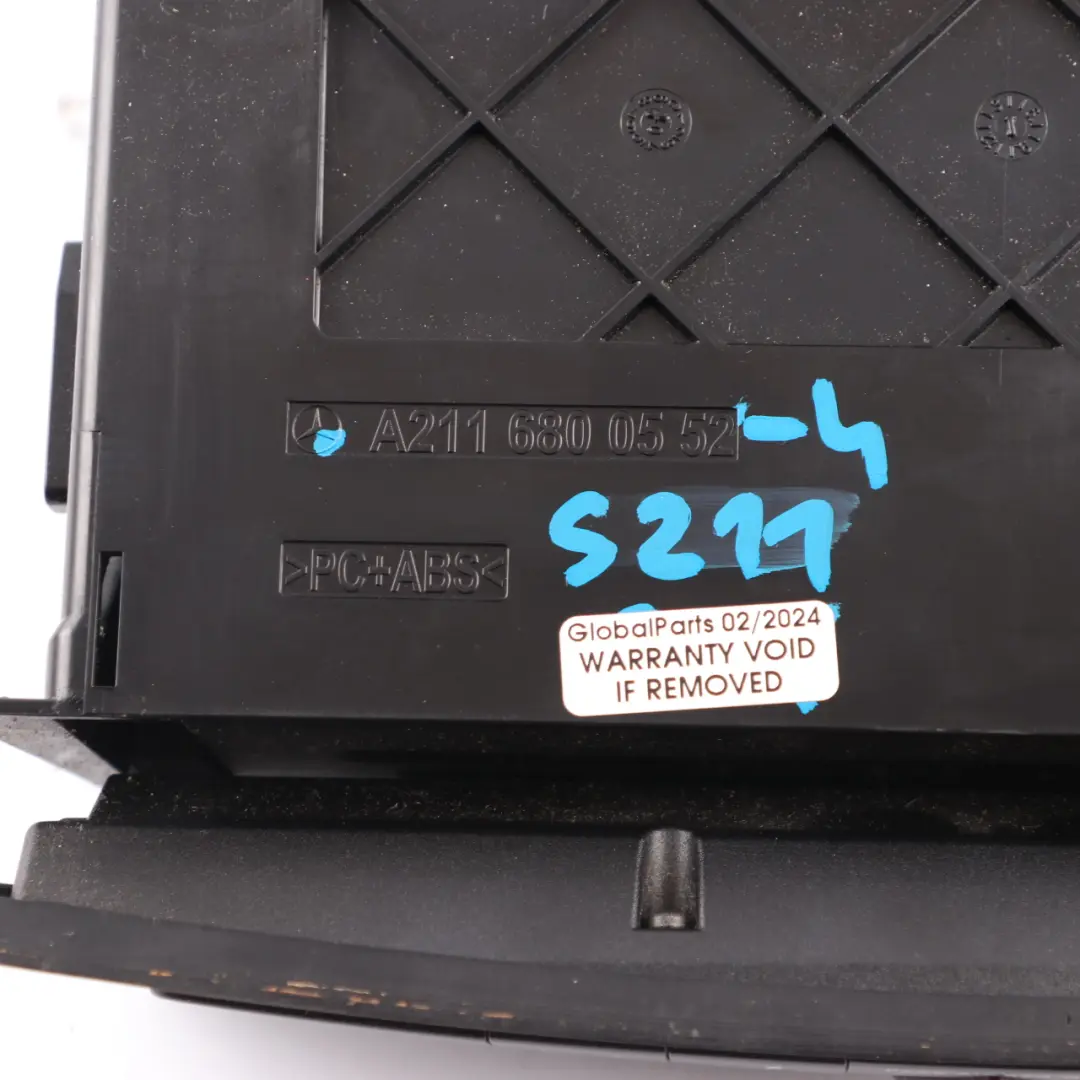 A211 680 05 52 -4
S211
>PC+ABS<
GlobalParts 02/2024
WARRANTY VOID
IF REMOVED